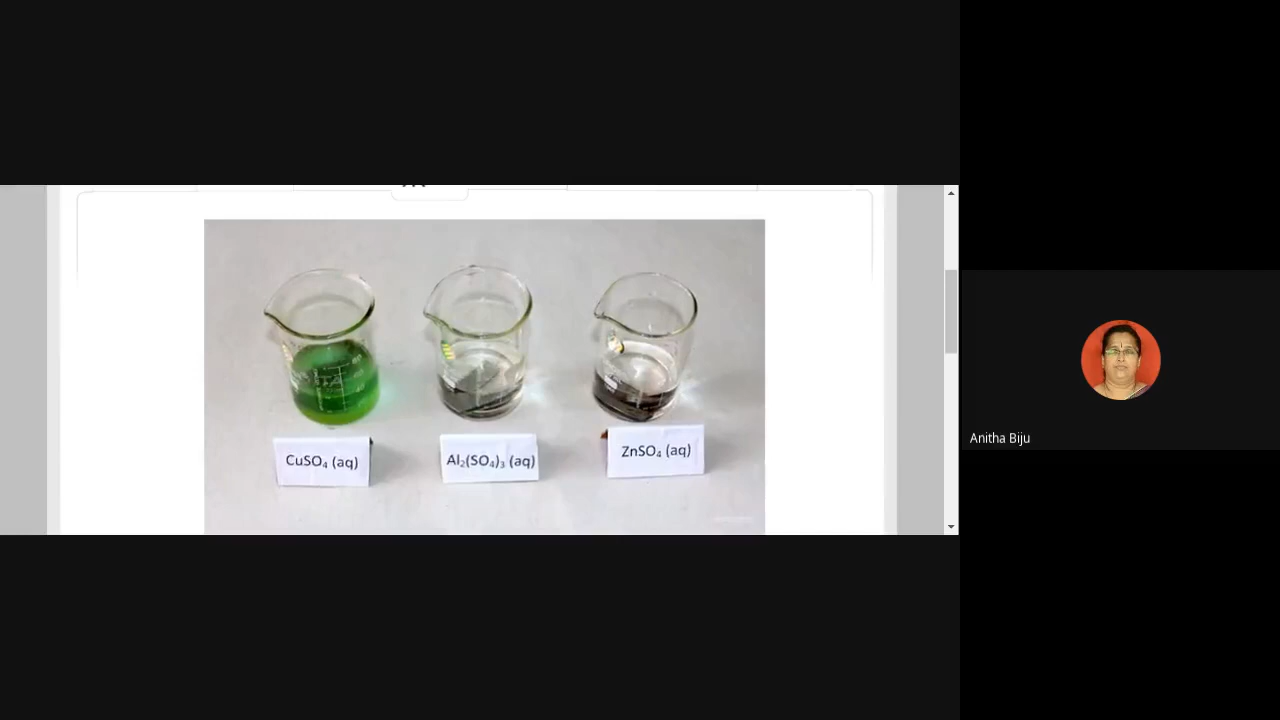 CuSO₄ (aq)
Al₂(SO₄)₃ (aq)
ZnSO₄ (aq)
Anitha Biju